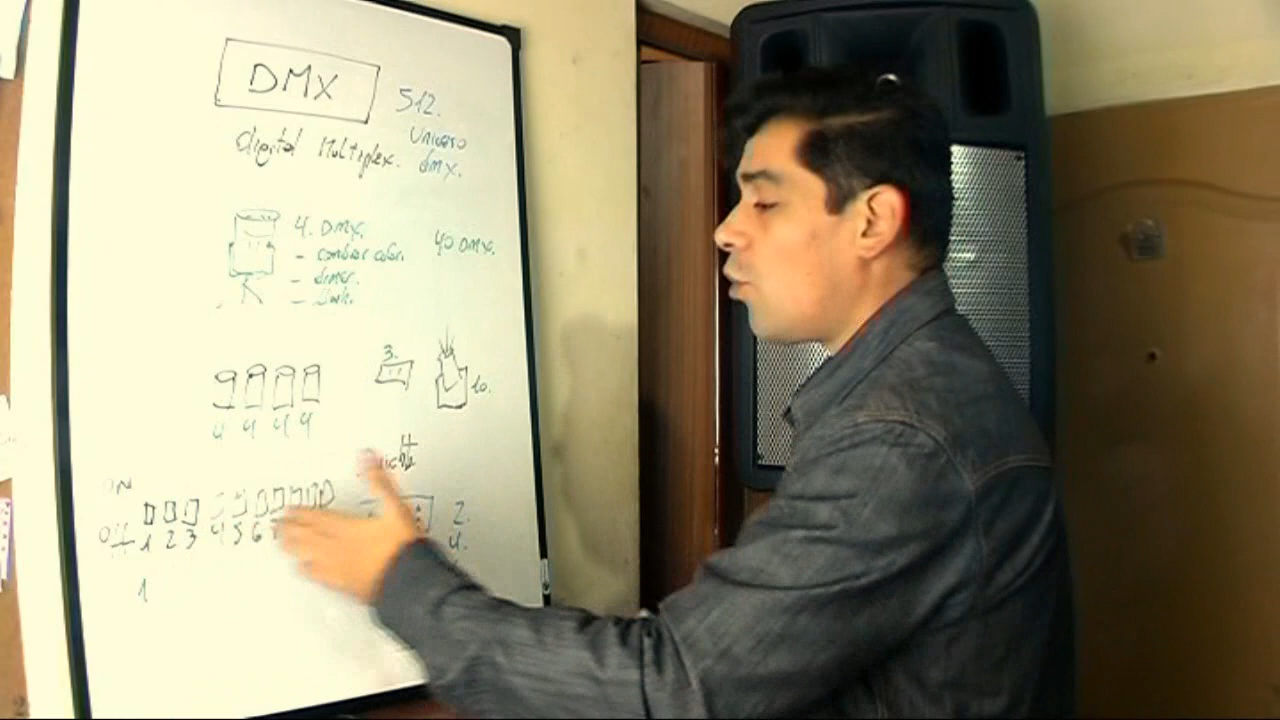 DMX
512.
Universo
dmx.
digital Multiplex.
4. DMX.
- cambiar color.
- dimer.
40 DMX.
3.
10.
4 4 4 4
ON
OFF
1 2 3 4 5 6
2.
4.
1